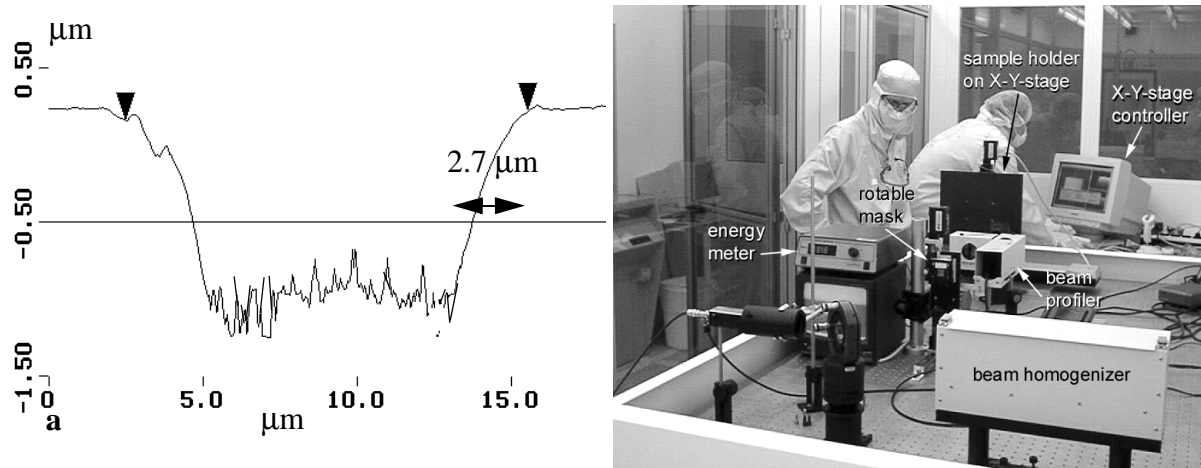 μm
0.50
-0.50
-1.50
2.7 μm
0
5.0
10.0
15.0
a
μm
sample holder
on X-Y-stage
X-Y-stage
controller
rotable
mask
energy
meter
beam
profiler
beam homogenizer